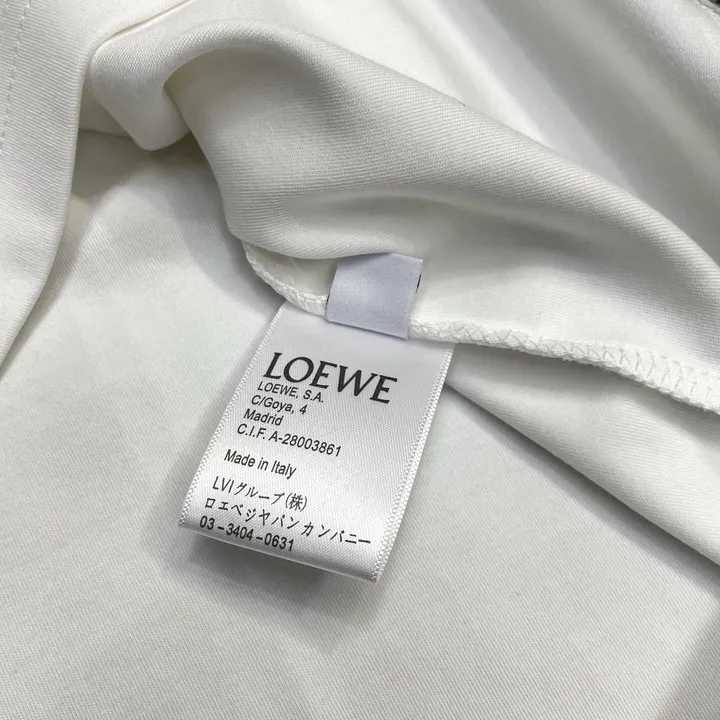 LOEWE
LOEWE, S.A.
C/Goya, 4
Madrid
C.I.F. A-28003861
Made in Italy
LVJグループ(株)
ロエベジャパン カンパニー
03-3404-0631